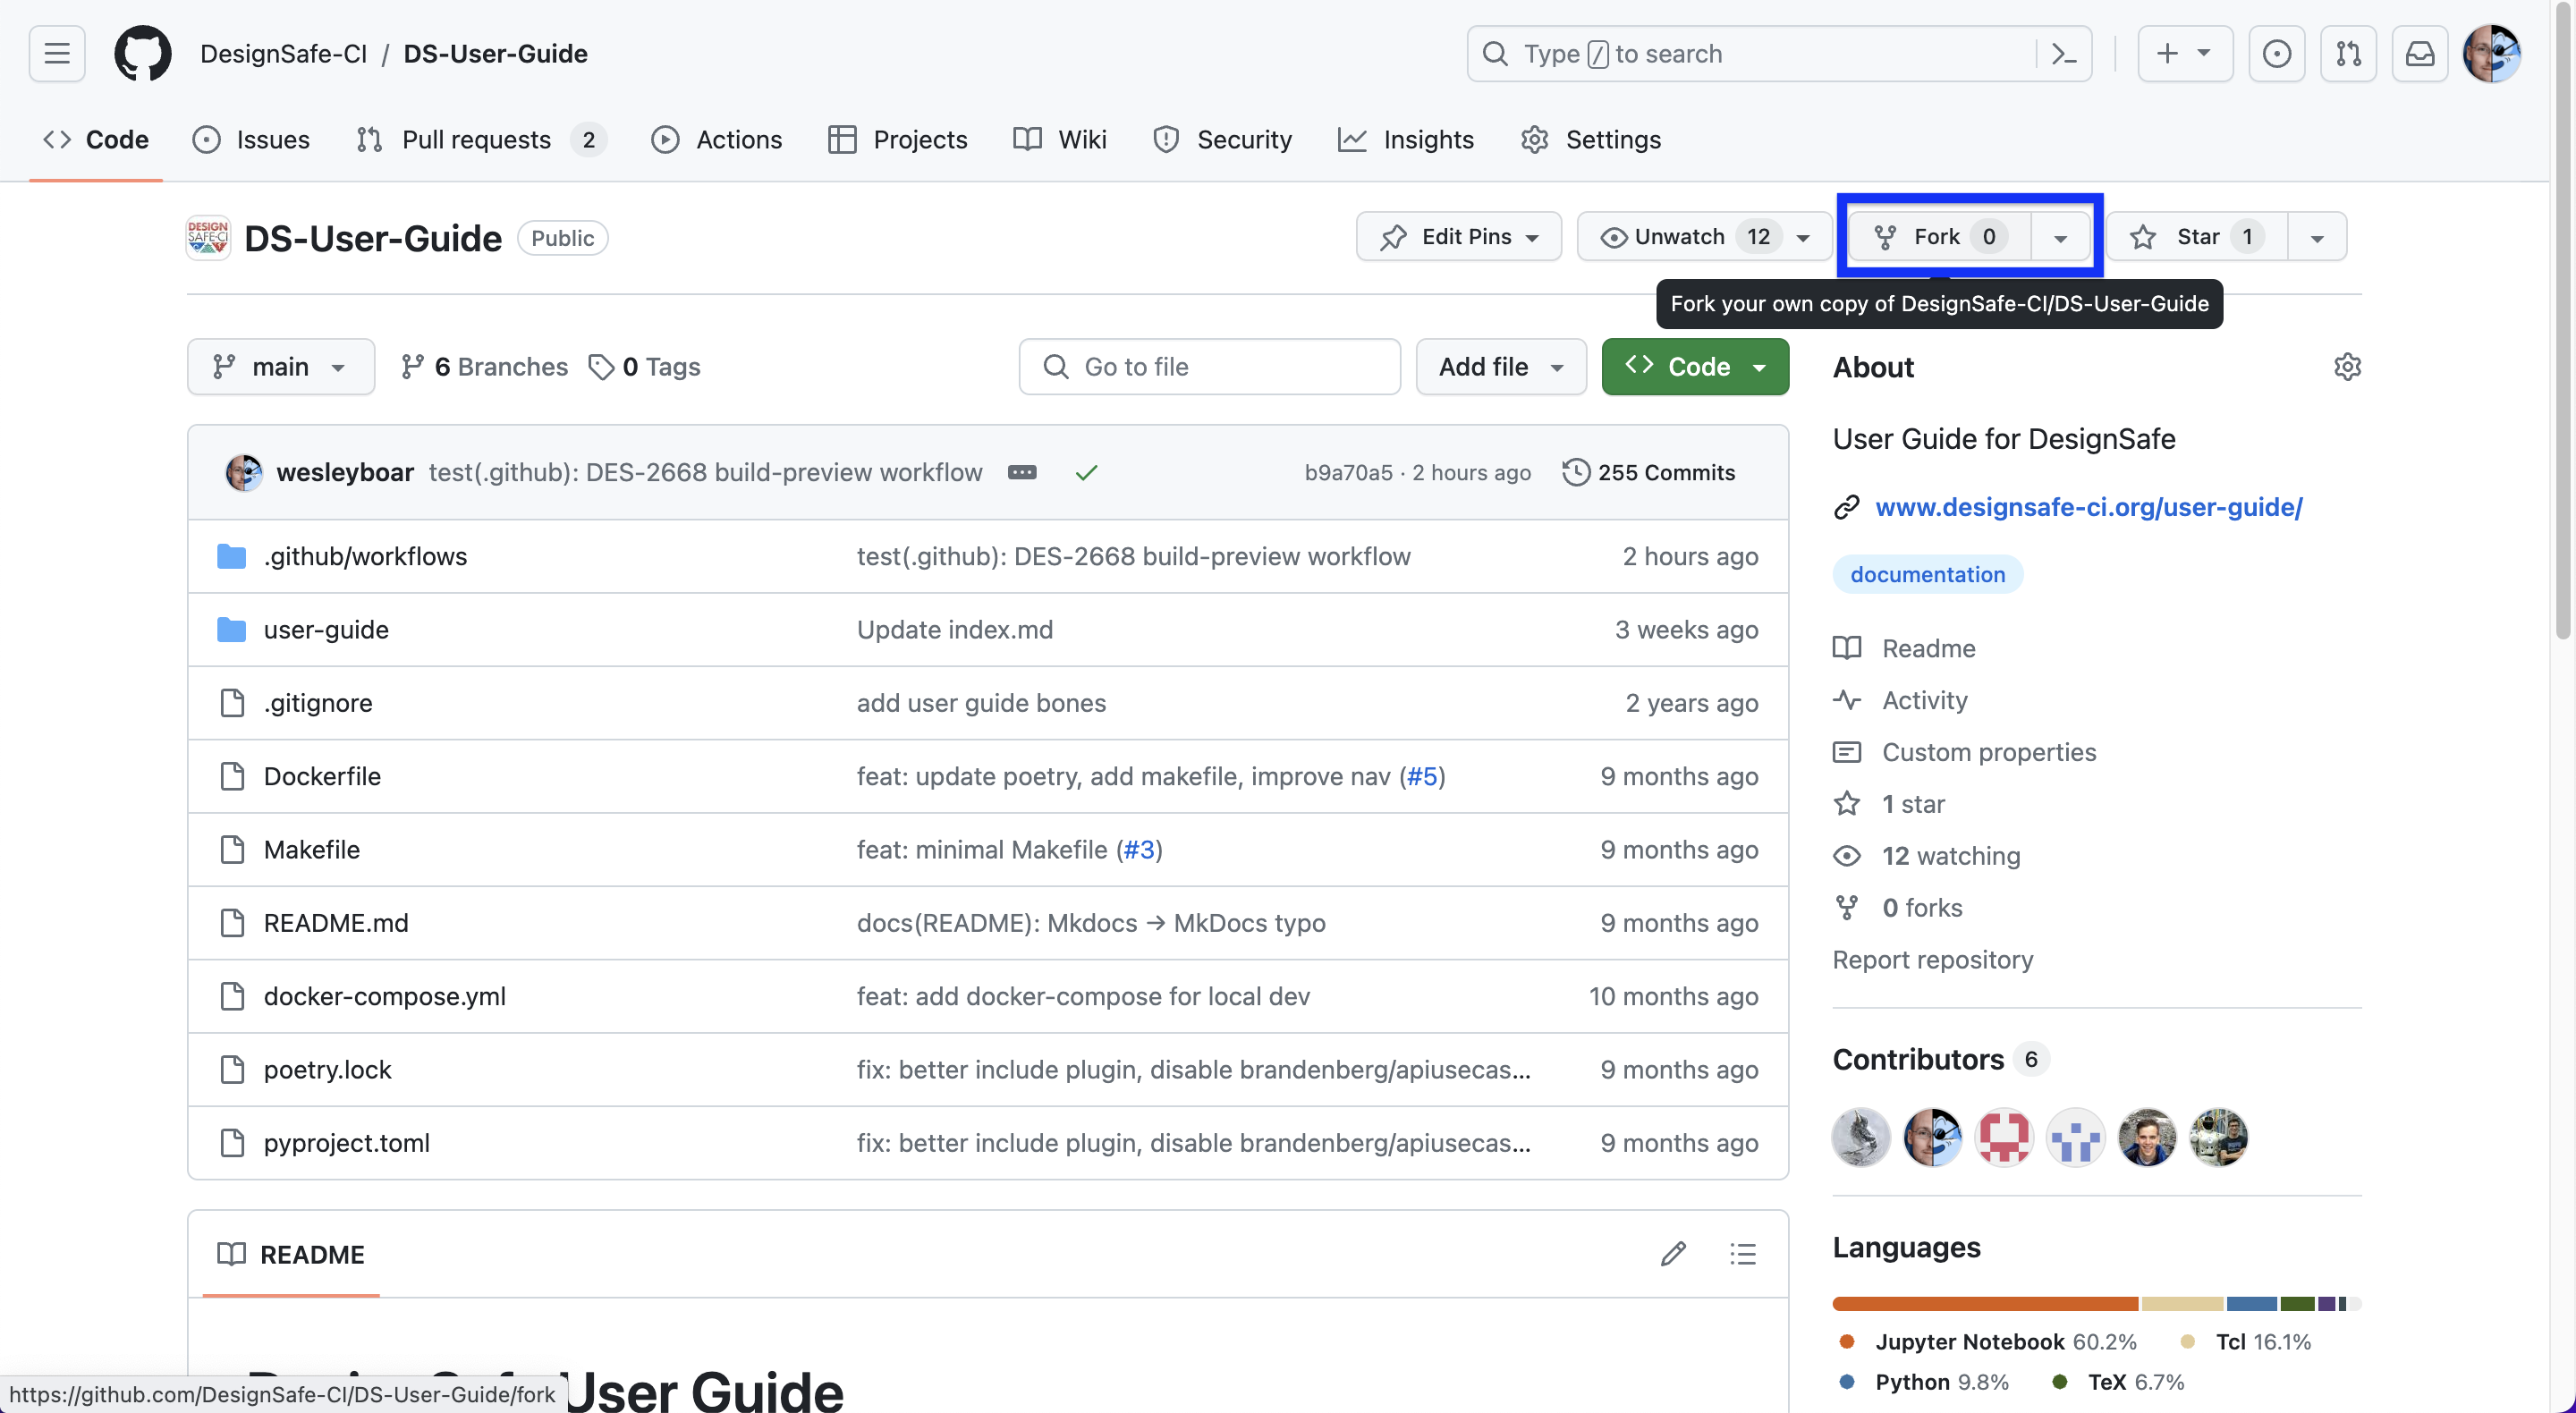 DesignSafe-CI / DS-User-Guide
Type / to search
Code
Issues
Pull requests 2
Actions
Projects
Wiki
Security
Insights
Settings
DESIGN SAFE-CI
DS-User-Guide Public
Edit Pins
Unwatch 12
Fork 0
Star 1
Fork your own copy of DesignSafe-CI/DS-User-Guide
main
6 Branches
0 Tags
Go to file
Add file
Code
wesleyboar test(.github): DES-2668 build-preview workflow b9a70a5 · 2 hours ago 255 Commits
.github/workflows test(.github): DES-2668 build-preview workflow 2 hours ago
user-guide Update index.md 3 weeks ago
.gitignore add user guide bones 2 years ago
Dockerfile feat: update poetry, add makefile, improve nav (#5) 9 months ago
Makefile feat: minimal Makefile (#3) 9 months ago
README.md docs(README): Mkdocs → MkDocs typo 9 months ago
docker-compose.yml feat: add docker-compose for local dev 10 months ago
poetry.lock fix: better include plugin, disable brandenberg/apiusecas... 9 months ago
pyproject.toml fix: better include plugin, disable brandenberg/apiusecas... 9 months ago
README
User Guide
https://github.com/DesignSafe-CI/DS-User-Guide/fork
About
User Guide for DesignSafe
www.designsafe-ci.org/user-guide/
documentation
Readme
Activity
Custom properties
1 star
12 watching
0 forks
Report repository
Contributors 6
Languages
Jupyter Notebook 60.2% Tcl 16.1%
Python 9.8% TeX 6.7%